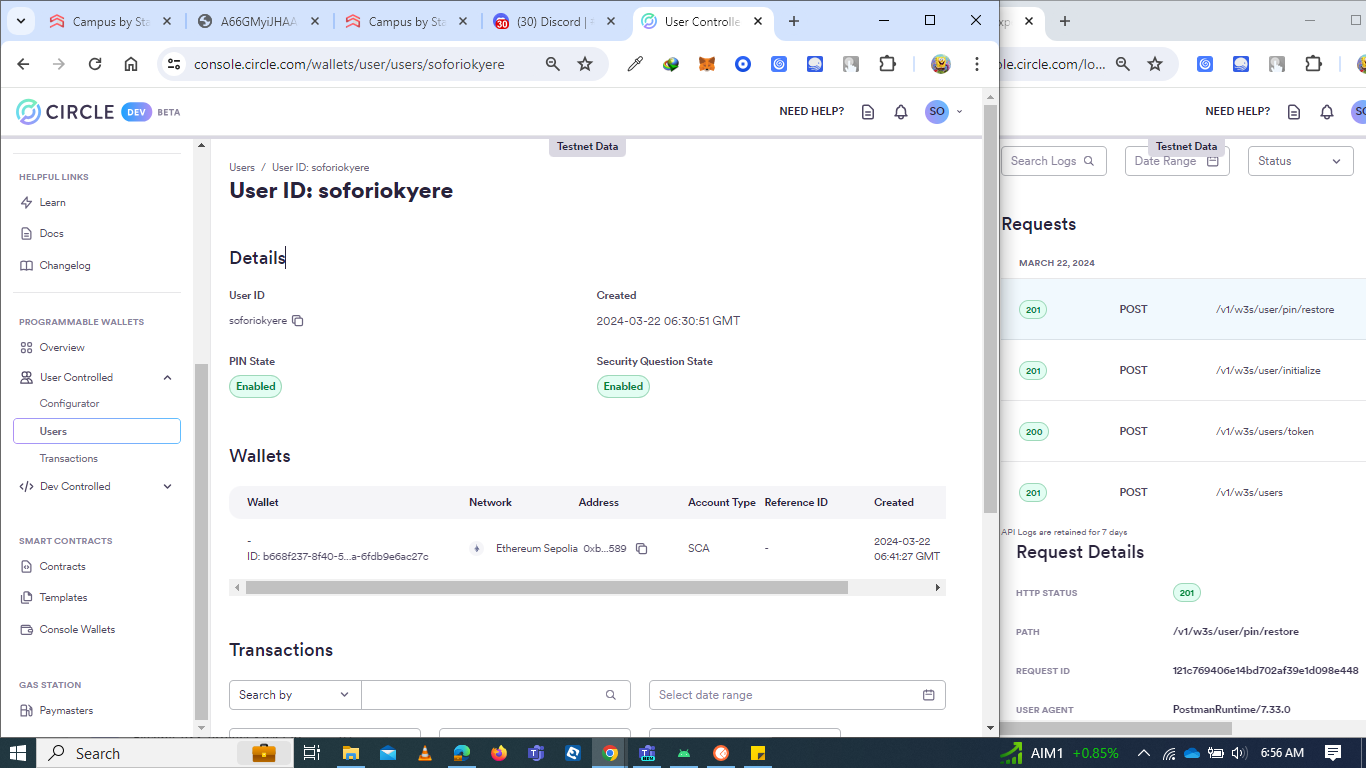 Campus by Sta
A66GMyiJHAA
Campus by Sta
(30) Discord |
User Controlle
console.circle.com/wallets/user/users/soforiokyere
le.circle.com/lo...
CIRCLE DEV BETA
NEED HELP?
SO
NEED HELP?
Testnet Data
HELPFUL LINKS
Learn
Docs
Changelog
PROGRAMMABLE WALLETS
Overview
User Controlled
Configurator
Users
Transactions
Dev Controlled
SMART CONTRACTS
Contracts
Templates
Console Wallets
GAS STATION
Paymasters
Users / User ID: soforiokyere
User ID: soforiokyere
Details
User ID
Created
soforiokyere
2024-03-22 06:30:51 GMT
PIN State
Security Question State
Enabled
Enabled
Wallets
Wallet Network Address Account Type Reference ID Created
-
ID: b668f237-8f40-5...a-6fdb9e6ac27c
Ethereum Sepolia 0xb...589 SCA - 2024-03-22
06:41:27 GMT
Transactions
Search by
Select date range
Testnet Data
Search Logs
Date Range
Status
Requests
MARCH 22, 2024
201 POST /v1/w3s/user/pin/restore
201 POST /v1/w3s/user/initialize
200 POST /v1/w3s/users/token
201 POST /v1/w3s/users
API Logs are retained for 7 days
Request Details
HTTP STATUS 201
PATH /v1/w3s/user/pin/restore
REQUEST ID 121c769406e14bd702af39e1d098e448
USER AGENT PostmanRuntime/7.33.0
Search
AIM1 +0.85%
6:56 AM